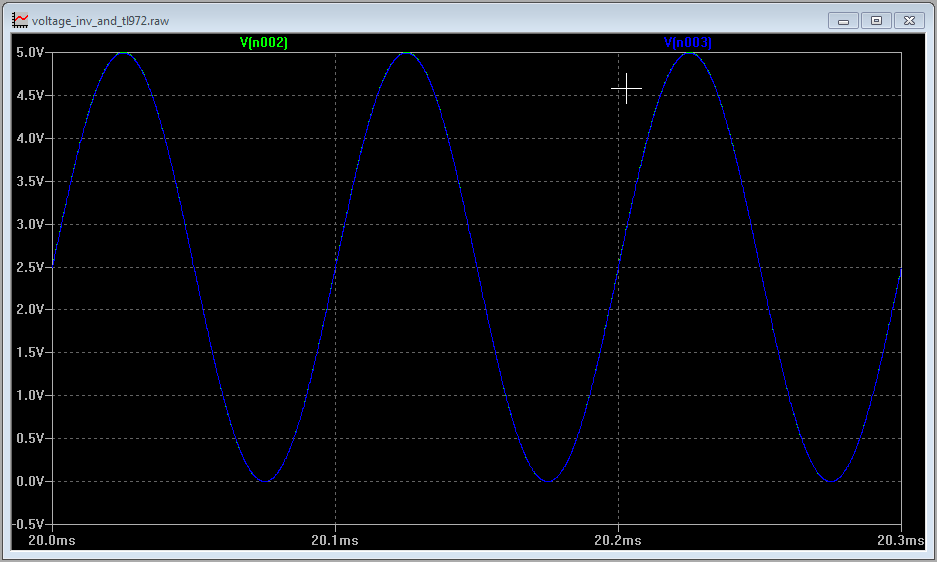 voltage_inv_and_tl972.raw
V(n002) V(n003)
5.0V
4.5V
4.0V
3.5V
3.0V
2.5V
2.0V
1.5V
1.0V
0.5V
0.0V
-0.5V
20.0ms 20.1ms 20.2ms 20.3ms